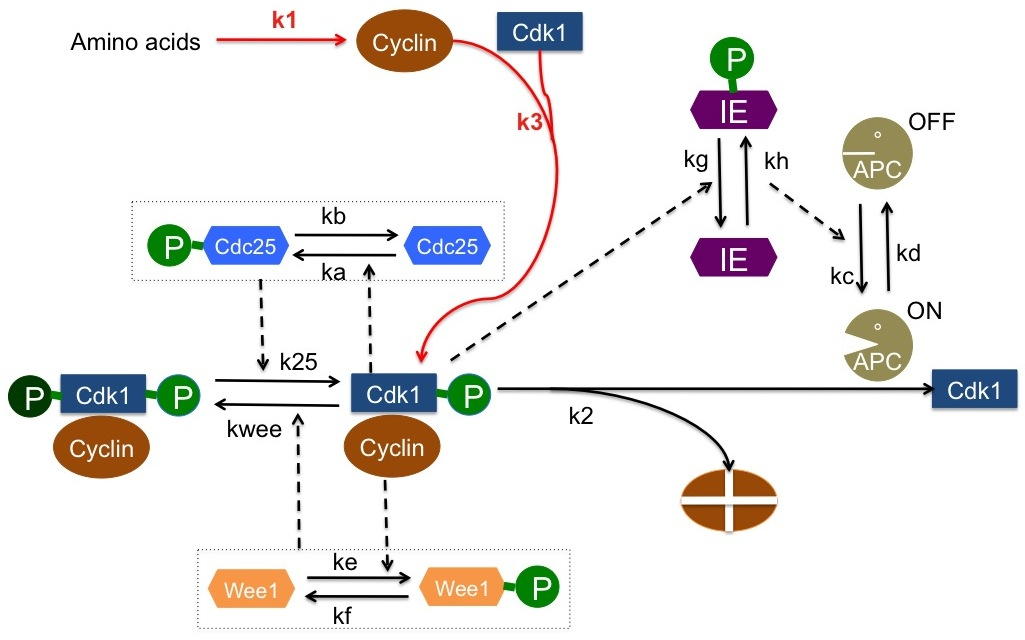 k1
Amino acids
Cyclin
Cdk1
k3
P
IE
OFF
APC
kg
kh
IE
kc
kd
ON
APC
P
Cdc25
kb
ka
Cdc25
k25
kwee
P
Cdk1
P
Cyclin
Cdk1
P
Cyclin
k2
Cdk1
Wee1
ke
kf
Wee1
P